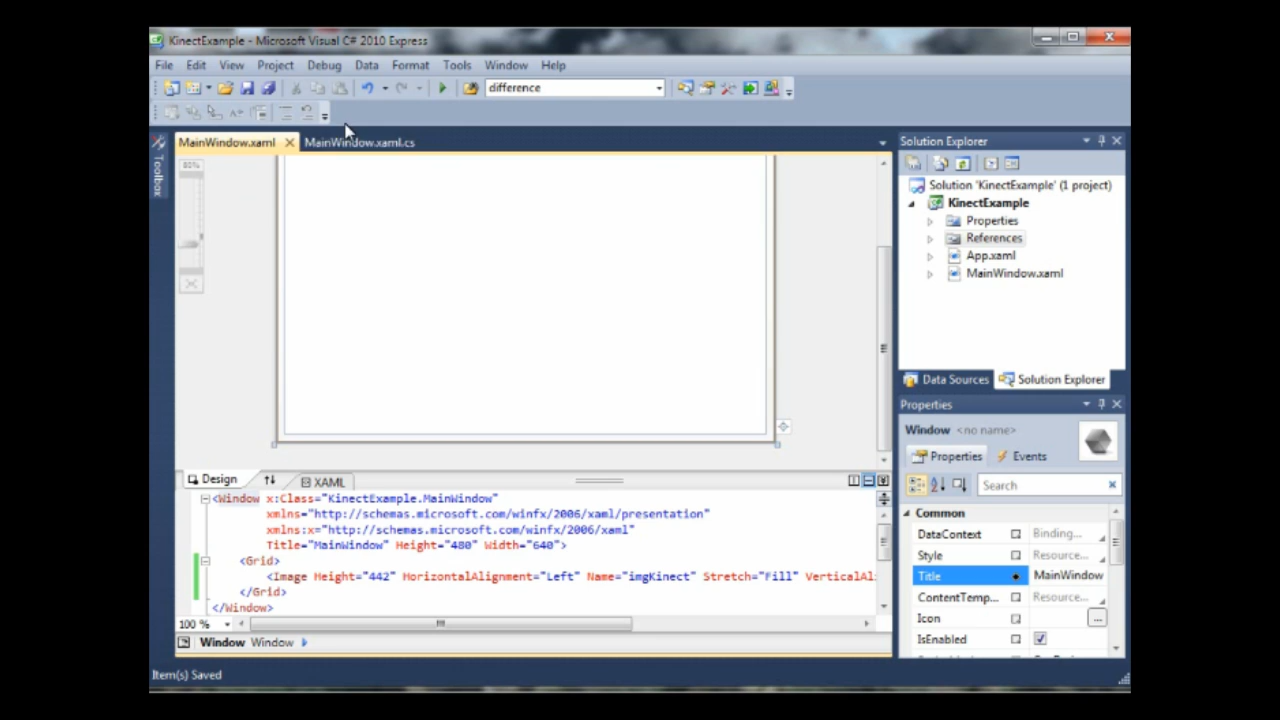 KinectExample - Microsoft Visual C# 2010 Express
File Edit View Project Debug Data Format Tools Window Help
difference
MainWindow.xaml MainWindow.xaml.cs
Toolbox
Solution Explorer
Solution 'KinectExample' (1 project)
KinectExample
Properties
References
App.xaml
MainWindow.xaml
Data Sources Solution Explorer
Properties
Window <no name>
Properties Events
Search
Common
DataContext Binding...
Style Resource...
Title MainWindow
ContentTemp... Resource...
Icon ...
IsEnabled
Design XAML
<Window x:Class="KinectExample.MainWindow"
xmlns="http://schemas.microsoft.com/winfx/2006/xaml/presentation"
xmlns:x="http://schemas.microsoft.com/winfx/2006/xaml"
Title="MainWindow" Height="480" Width="640">
<Grid>
<Image Height="442" HorizontalAlignment="Left" Name="imgKinect" Stretch="Fill" VerticalAl
</Grid>
</Window>
100 %
Window Window
Item(s) Saved